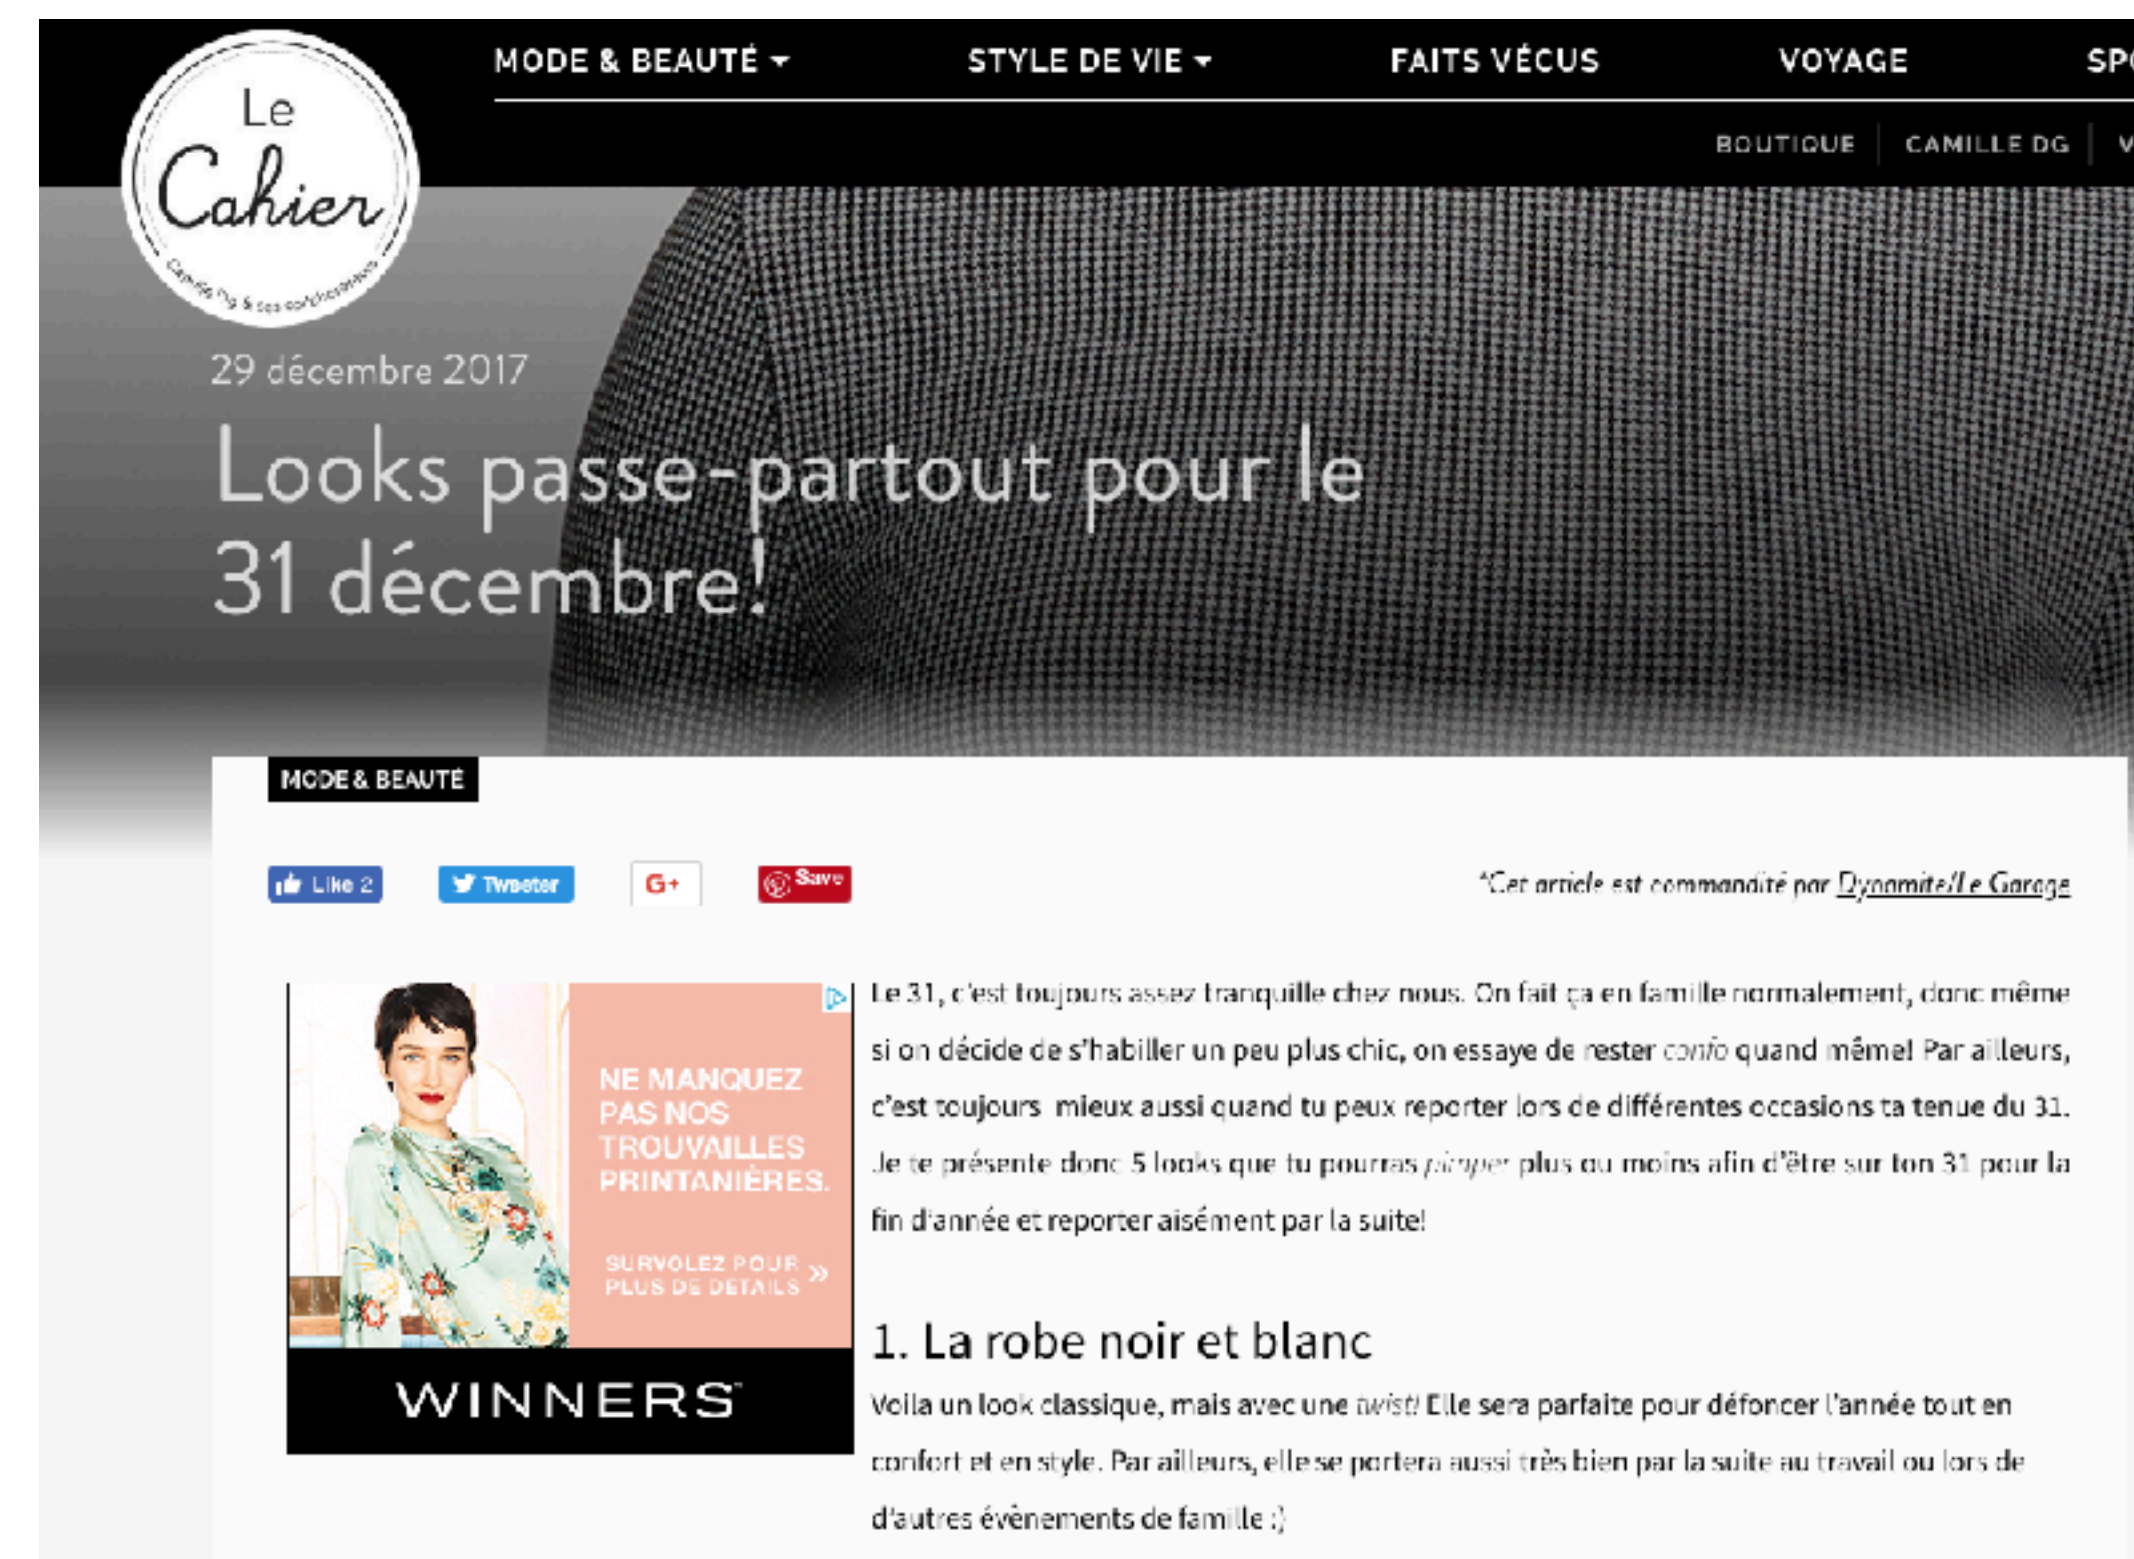 MODE & BEAUTÉ
STYLE DE VIE
FAITS VÉCUS
VOYAGE
BOUTIQUE
CAMILLE DG
Le
Cahier
Camille Dg & ses collaborateurs
29 décembre 2017
Looks passe-partout pour le
31 décembre!
MODE & BEAUTÉ
Like 2
Tweeter
G+
Save
*Cet article est commandité par Dynamite/Le Garage
NE MANQUEZ
PAS NOS
TROUVAILLES
PRINTANIÈRES.
SURVOLEZ POUR
PLUS DE DETAILS »
WINNERS
Le 31, c'est toujours assez tranquille chez nous. On fait ça en famille normalement, donc même
si on décide de s'habiller un peu plus chic, on essaye de rester confo quand même! Par ailleurs,
c'est toujours mieux aussi quand tu peux reporter lors de différentes occasions ta tenue du 31.
Je te présente donc 5 looks que tu pourras pimper plus ou moins afin d'être sur ton 31 pour la
fin d'année et reporter aisément par la suite!
1. La robe noir et blanc
Voila un look classique, mais avec une twist! Elle sera parfaite pour défoncer l'année tout en
confort et en style. Par ailleurs, elle se portera aussi très bien par la suite au travail ou lors de
d'autres évènements de famille :)